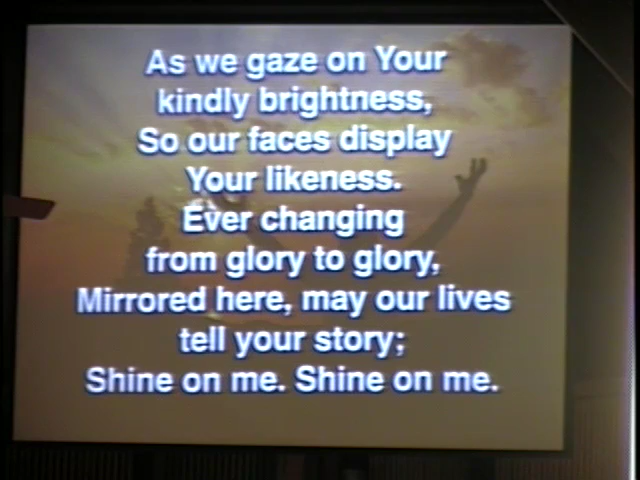 As we gaze on Your
kindly brightness,
So our faces display
Your likeness.
Ever changing
from glory to glory,
Mirrored here, may our lives
tell your story;
Shine on me. Shine on me.